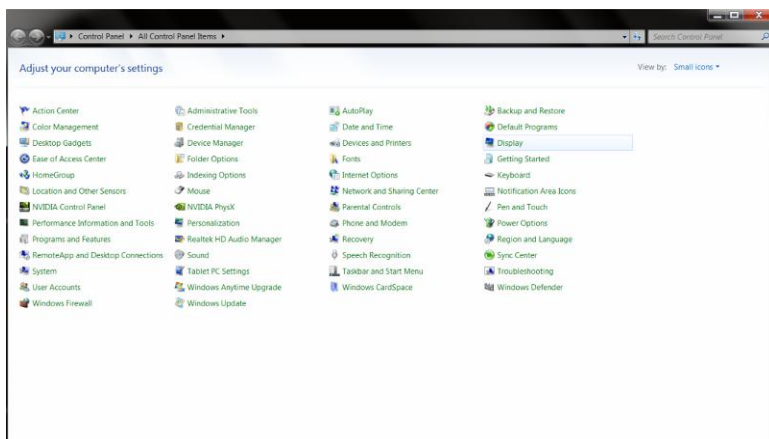 Control Panel All Control Panel Items
Search Control Panel
Adjust your computer's settings
View by: Small icons
Action Center Administrative Tools AutoPlay Backup and Restore
Color Management Credential Manager Date and Time Default Programs
Desktop Gadgets Device Manager Devices and Printers Display
Ease of Access Center Folder Options Fonts Getting Started
HomeGroup Indexing Options Internet Options Keyboard
Location and Other Sensors Mouse Network and Sharing Center Notification Area Icons
NVIDIA Control Panel NVIDIA PhysX Parental Controls Pen and Touch
Performance Information and Tools Personalization Phone and Modem Power Options
Programs and Features Realtek HD Audio Manager Recovery Region and Language
RemoteApp and Desktop Connections Sound Speech Recognition Sync Center
System Tablet PC Settings Taskbar and Start Menu Troubleshooting
User Accounts Windows Anytime Upgrade Windows CardSpace Windows Defender
Windows Firewall Windows Update